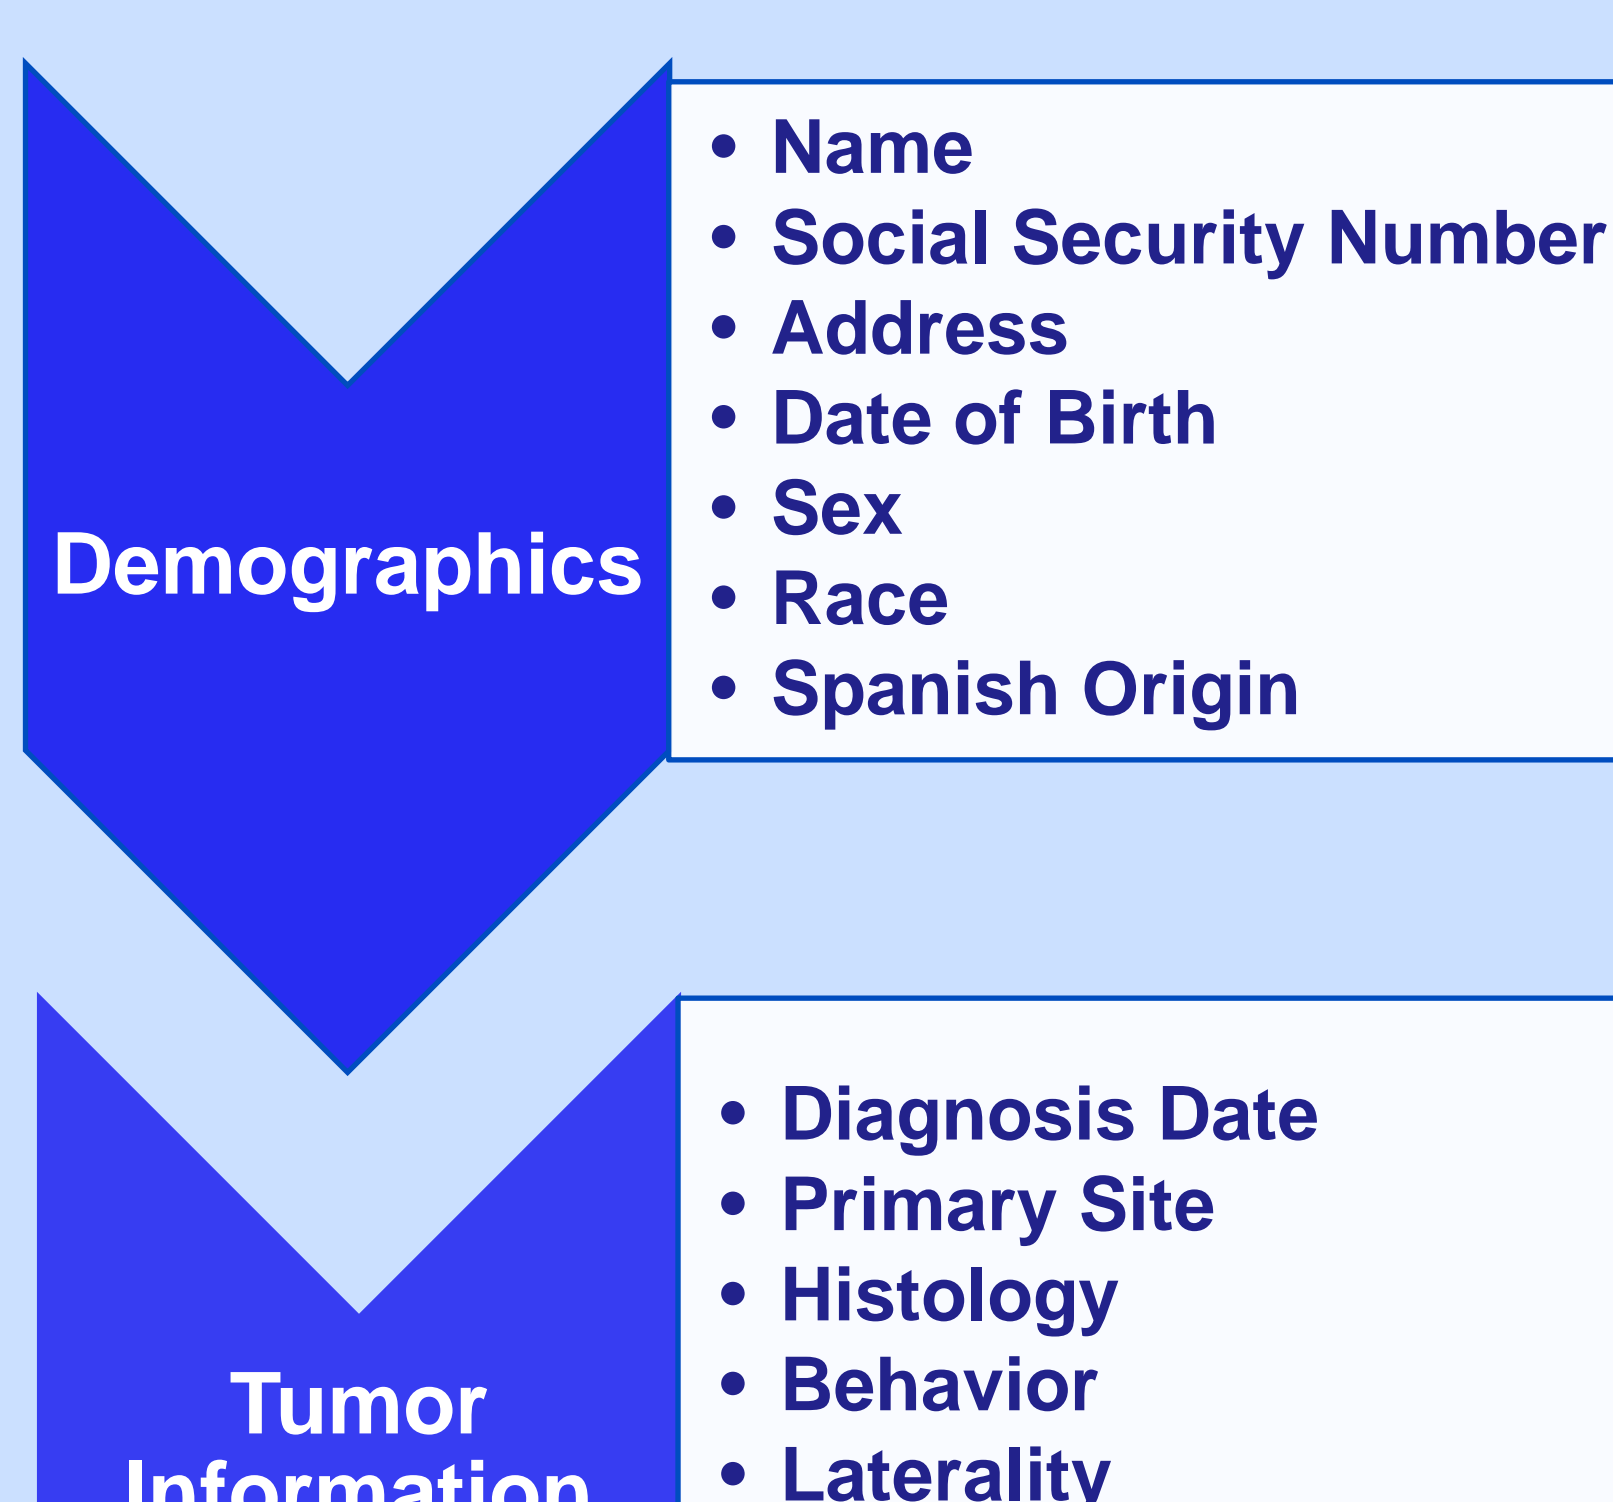 Demographics
• Name
• Social Security Number
• Address
• Date of Birth
• Sex
• Race
• Spanish Origin
Tumor
Information
• Diagnosis Date
• Primary Site
• Histology
• Behavior
• Laterality